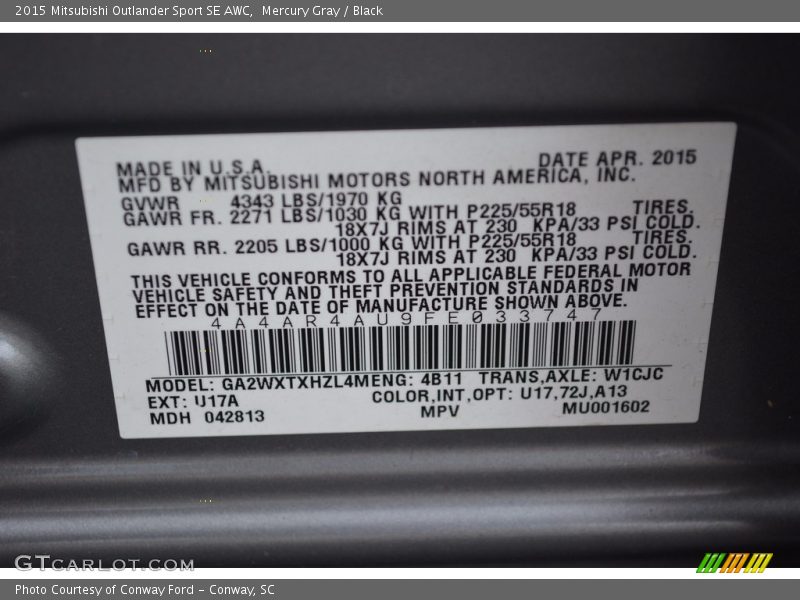 2015 Mitsubishi Outlander Sport SE AWC,  Mercury Gray / Black
MADE IN U.S.A. DATE APR. 2015
MFD BY MITSUBISHI MOTORS NORTH AMERICA, INC.
GVWR 4343 LBS/1970 KG
GAWR FR. 2271 LBS/1030 KG WITH P225/55R18 TIRES.
18X7J RIMS AT 230 KPA/33 PSI COLD.
GAWR RR. 2205 LBS/1000 KG WITH P225/55R18 TIRES.
18X7J RIMS AT 230 KPA/33 PSI COLD.
THIS VEHICLE CONFORMS TO ALL APPLICABLE FEDERAL MOTOR
VEHICLE SAFETY AND THEFT PREVENTION STANDARDS IN
EFFECT ON THE DATE OF MANUFACTURE SHOWN ABOVE.
4A4AR4AU9FE033747
MODEL: GA2WXTXHZL4MENG: 4B11 TRANS,AXLE: W1CJC
EXT: U17A COLOR,INT,OPT: U17,72J,A13
MDH 042813 MPV MU001602
GTCARLOT.COM
Photo Courtesy of Conway Ford – Conway, SC